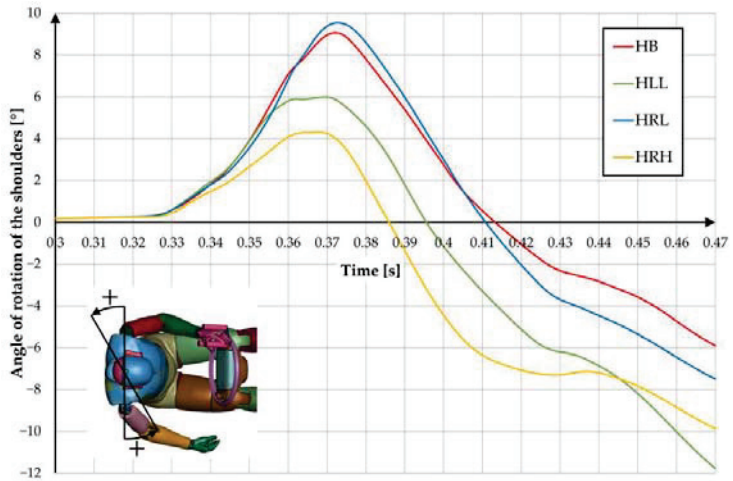 Angle of rotation of the shoulders [°]
10
8
6
4
2
0
−2
−4
−6
−8
−10
−12
0.3 0.31 0.32 0.33 0.34 0.35 0.36 0.37 0.38 0.39 0.4 0.41 0.42 0.43 0.44 0.45 0.46 0.47
Time [s]
HB
HLL
HRL
HRH
+
+